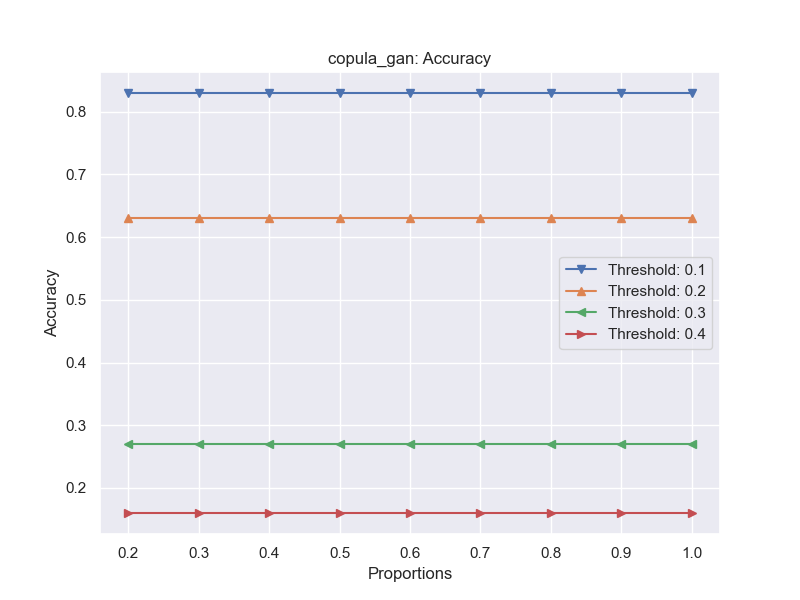 copula_gan: Accuracy
Accuracy
0.8
0.7
0.6
0.5
0.4
0.3
0.2
Threshold: 0.1
Threshold: 0.2
Threshold: 0.3
Threshold: 0.4
0.2 0.3 0.4 0.5 0.6 0.7 0.8 0.9 1.0
Proportions